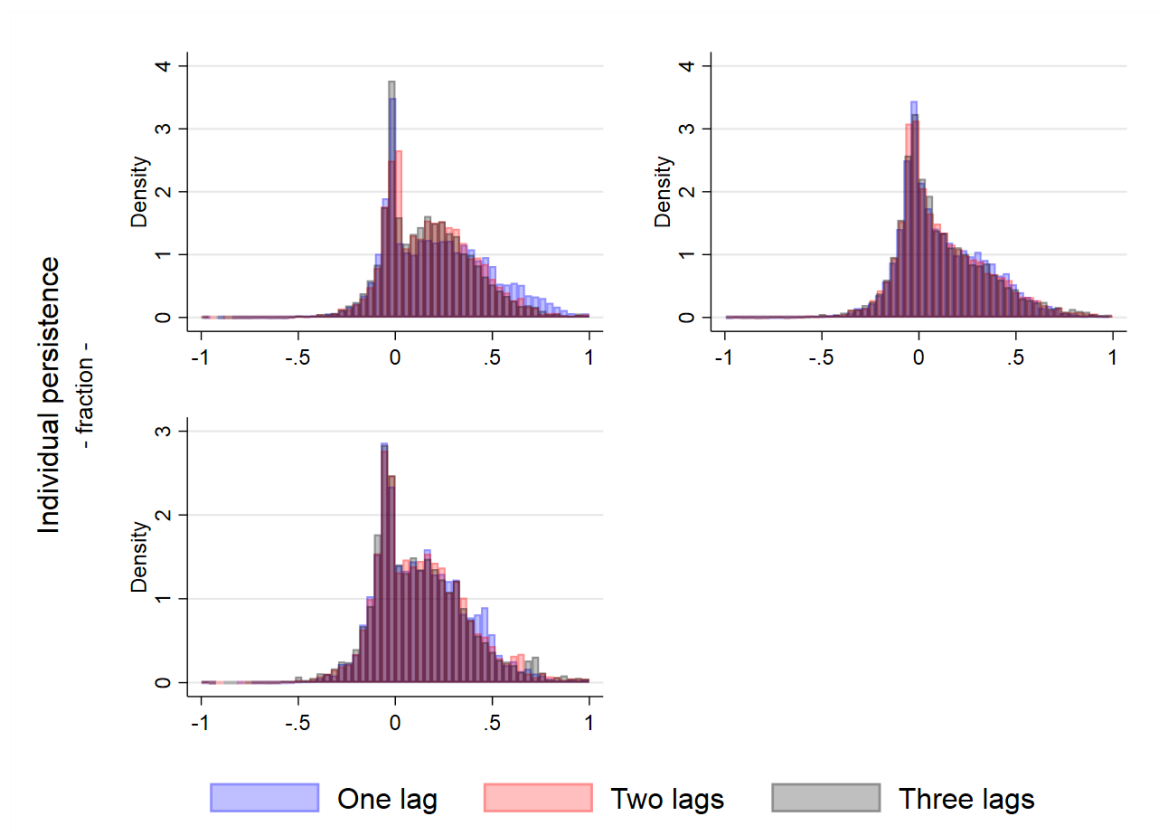 Individual persistence
- fraction -
Density
0 1 2 3 4
-1 -.5 0 .5 1
Density
0 1 2 3 4
-1 -.5 0 .5 1
Density
0 1 2 3
-1 -.5 0 .5 1
One lag Two lags Three lags